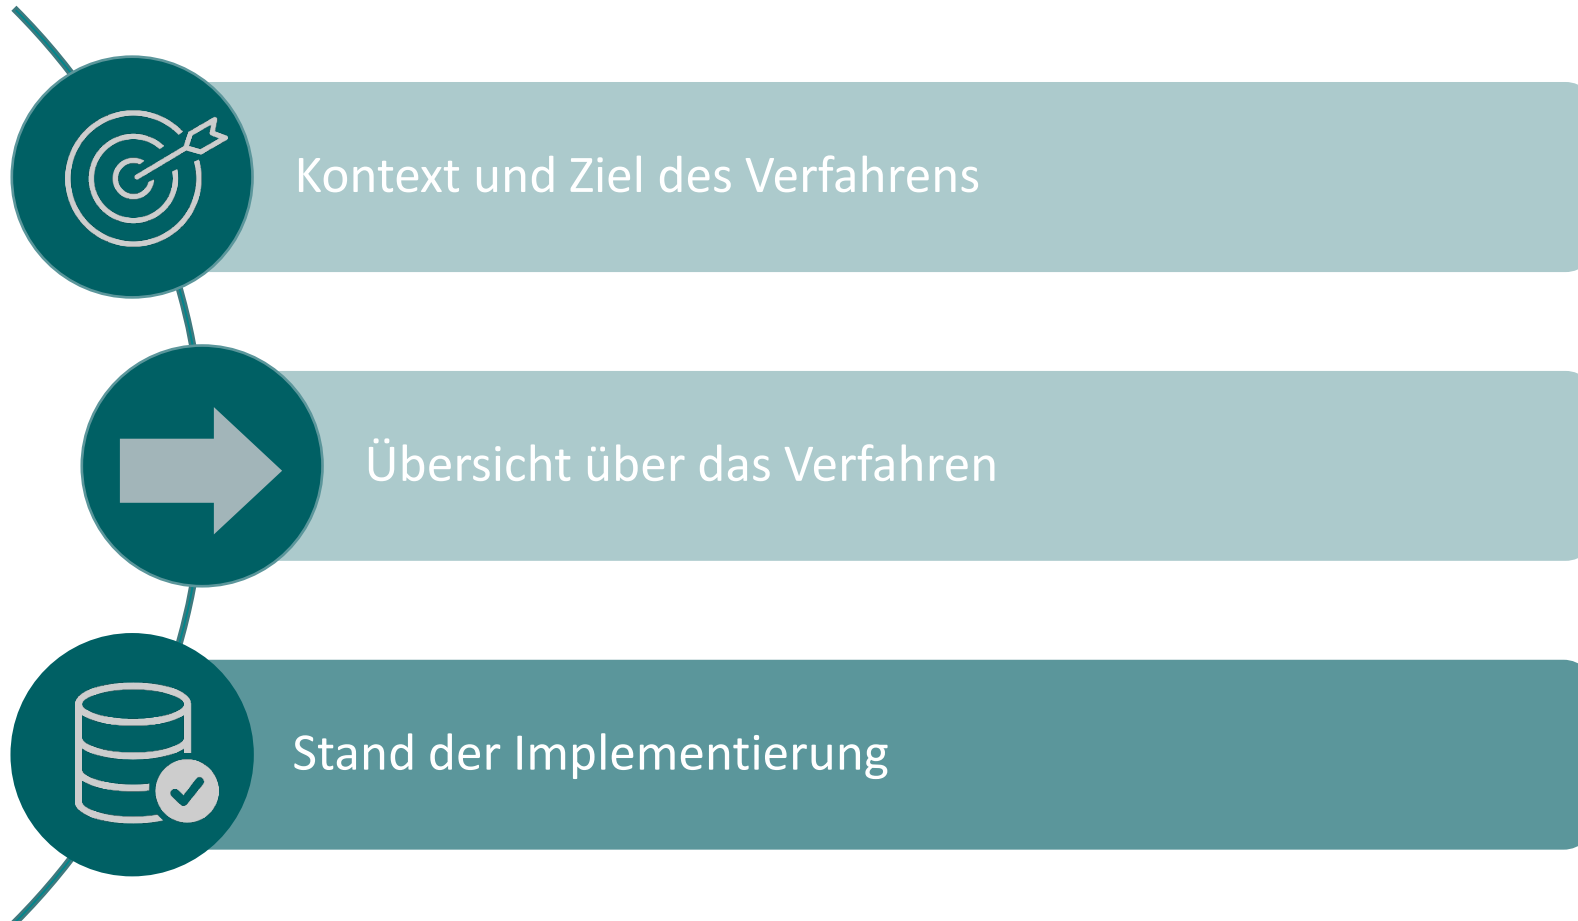 Kontext und Ziel des Verfahrens
Übersicht über das Verfahren
Stand der Implementierung